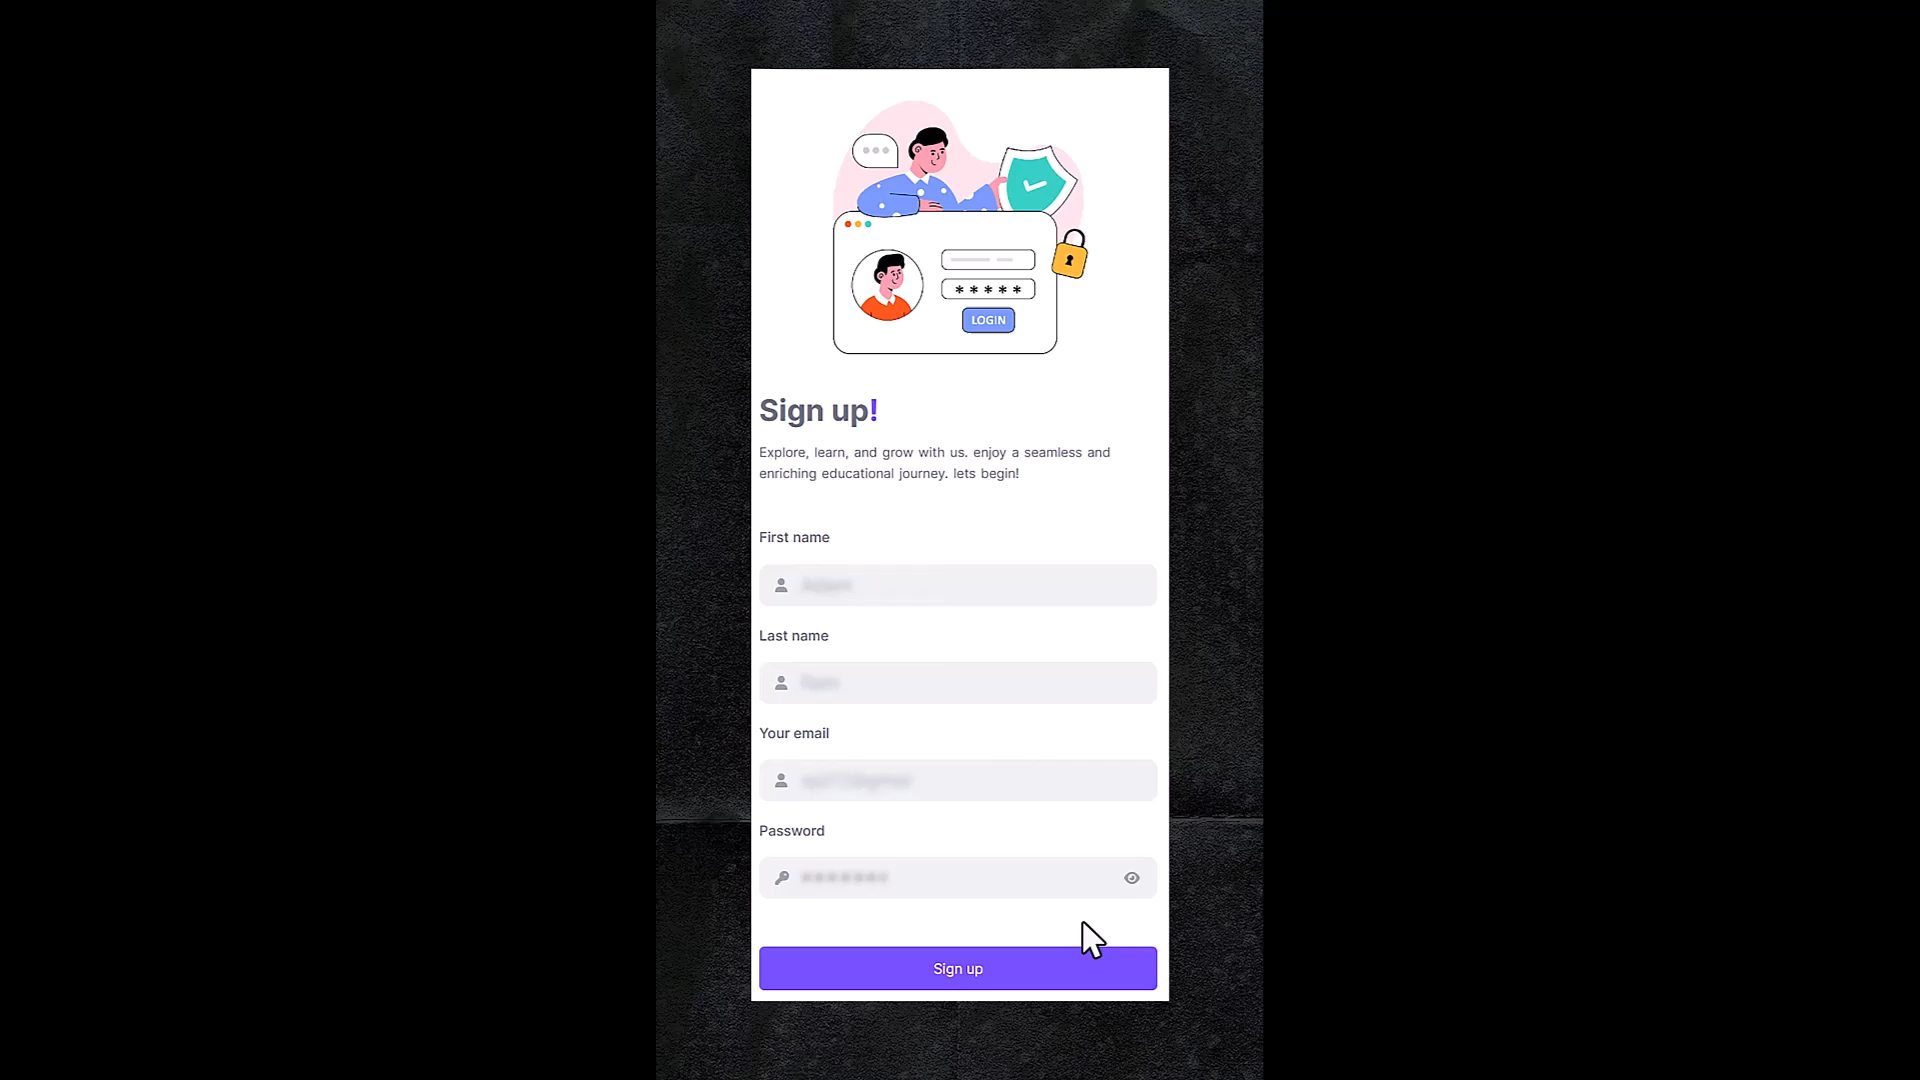 * * * * *
LOGIN
Sign up!
Explore, learn, and grow with us. enjoy a seamless and
enriching educational journey. lets begin!
First name
Last name
Your email
Password
Sign up